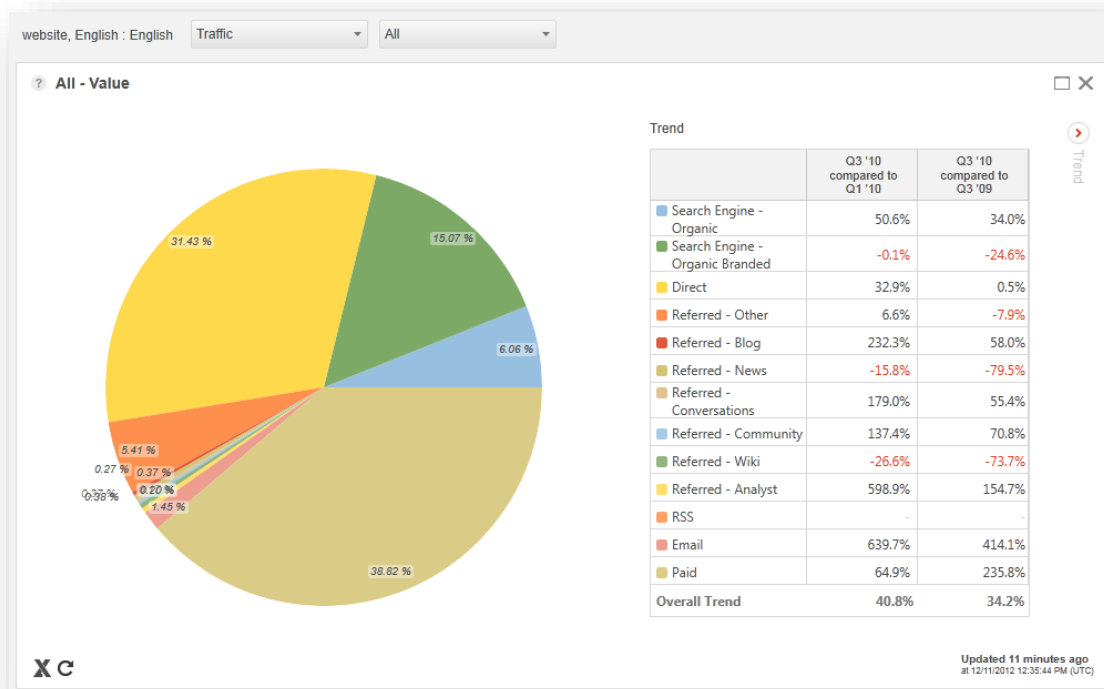 website, English : English
Traffic
All
?
All - Value
31.43 %
15.07 %
6.06 %
5.41 %
0.27 %
0.37 %
0.38 %
0.20 %
1.45 %
38.82 %
Trend
Trend
Q3 '10
compared to
Q1 '10
Q3 '10
compared to
Q3 '09
Search Engine -
Organic
50.6% 34.0%
Search Engine -
Organic Branded
-0.1% -24.6%
Direct 32.9% 0.5%
Referred - Other 6.6% -7.9%
Referred - Blog 232.3% 58.0%
Referred - News -15.8% -79.5%
Referred -
Conversations
179.0% 55.4%
Referred - Community 137.4% 70.8%
Referred - Wiki -26.6% -73.7%
Referred - Analyst 598.9% 154.7%
RSS - -
Email 639.7% 414.1%
Paid 64.9% 235.8%
Overall Trend 40.8% 34.2%
Updated 11 minutes ago
at 12/11/2012 12:35:44 PM (UTC)